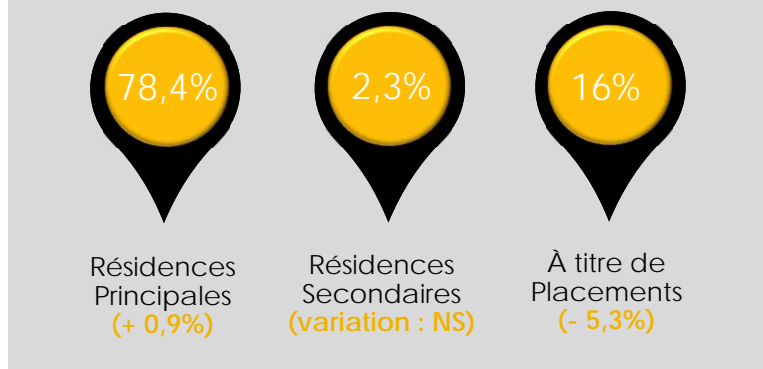 78,4%
2,3%
16%
Résidences
Principales
(+ 0,9%)
Résidences
Secondaires
(variation : NS)
À titre de
Placements
(- 5,3%)